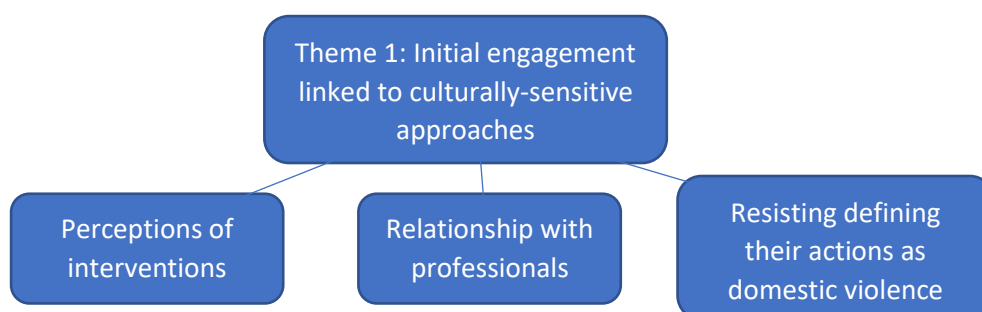 Theme 1: Initial engagement
linked to culturally-sensitive
approaches
Perceptions of
interventions
Relationship with
professionals
Resisting defining
their actions as
domestic violence